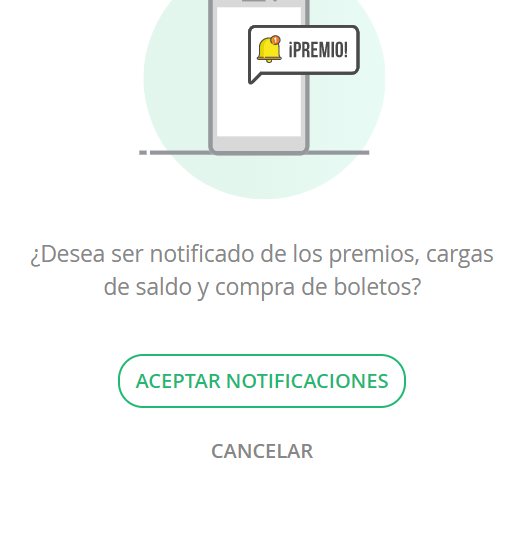 ¡PREMIO!
¿Desea ser notificado de los premios, cargas
de saldo y compra de boletos?
ACEPTAR NOTIFICACIONES
CANCELAR